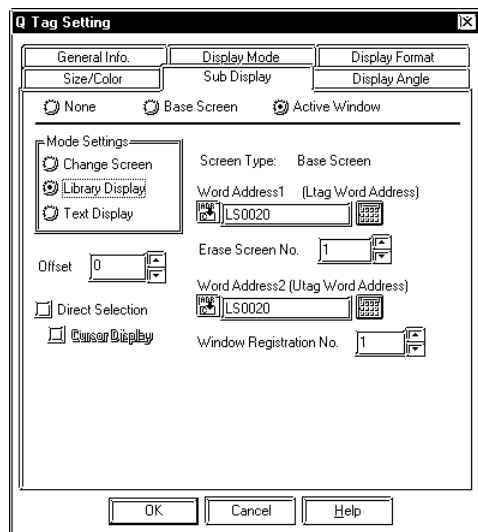 Q Tag Setting
General Info. Display Mode Display Format
Size/Color Sub Display Display Angle
None Base Screen Active Window
Mode Settings
Change Screen
Library Display
Text Display
Screen Type: Base Screen
Word Address1 (Ltag Word Address)
LS0020
Erase Screen No. 1
Offset 0
Word Address2 (Utag Word Address)
LS0020
Direct Selection
Cursor Display
Window Registration No. 1
OK Cancel Help